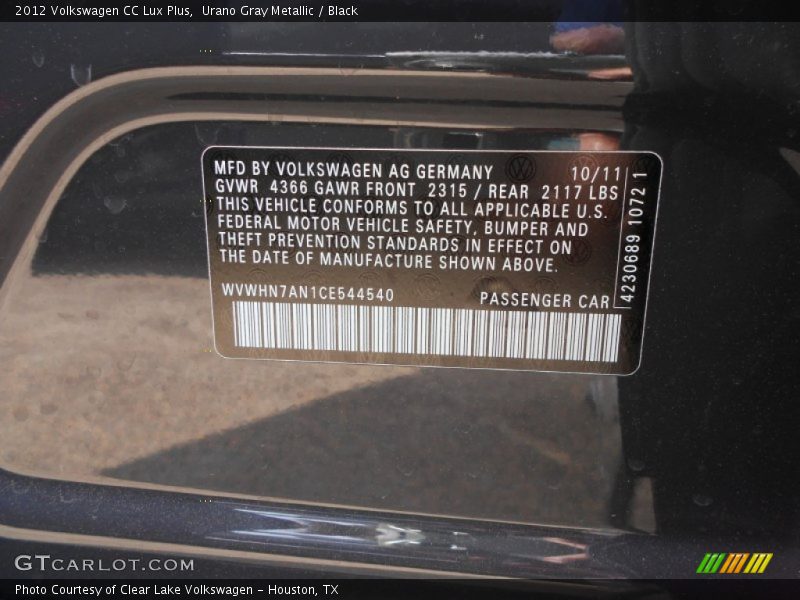 2012 Volkswagen CC Lux Plus,  Urano Gray Metallic / Black
MFD BY VOLKSWAGEN AG GERMANY 10/11
GVWR 4366 GAWR FRONT 2315 / REAR 2117 LBS
THIS VEHICLE CONFORMS TO ALL APPLICABLE U.S.
FEDERAL MOTOR VEHICLE SAFETY, BUMPER AND
THEFT PREVENTION STANDARDS IN EFFECT ON
THE DATE OF MANUFACTURE SHOWN ABOVE.
WVWHN7AN1CE544540 PASSENGER CAR
4230689 1072 1
GTCARLOT.COM
Photo Courtesy of Clear Lake Volkswagen - Houston, TX